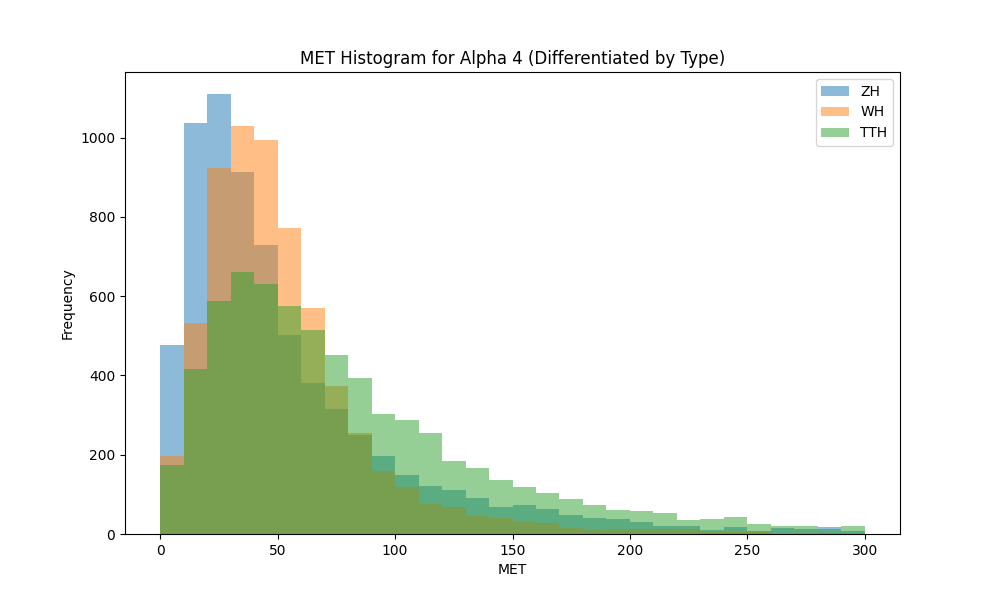 MET Histogram for Alpha 4 (Differentiated by Type)
ZH
WH
TTH
1000
800
600
400
200
0
Frequency
0 50 100 150 200 250 300
MET